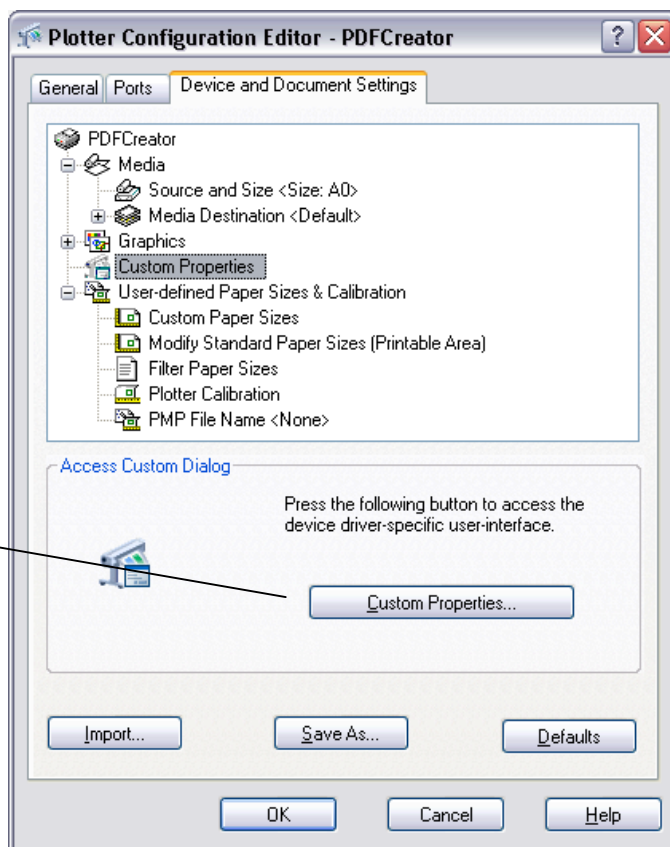 Plotter Configuration Editor - PDFCreator
General Ports Device and Document Settings
PDFCreator
Media
Source and Size <Size: A0>
Media Destination <Default>
Graphics
Custom Properties
User-defined Paper Sizes & Calibration
Custom Paper Sizes
Modify Standard Paper Sizes (Printable Area)
Filter Paper Sizes
Plotter Calibration
PMP File Name <None>
Access Custom Dialog
Press the following button to access the
device driver-specific user-interface.
Custom Properties...
Import... Save As... Defaults
OK Cancel Help